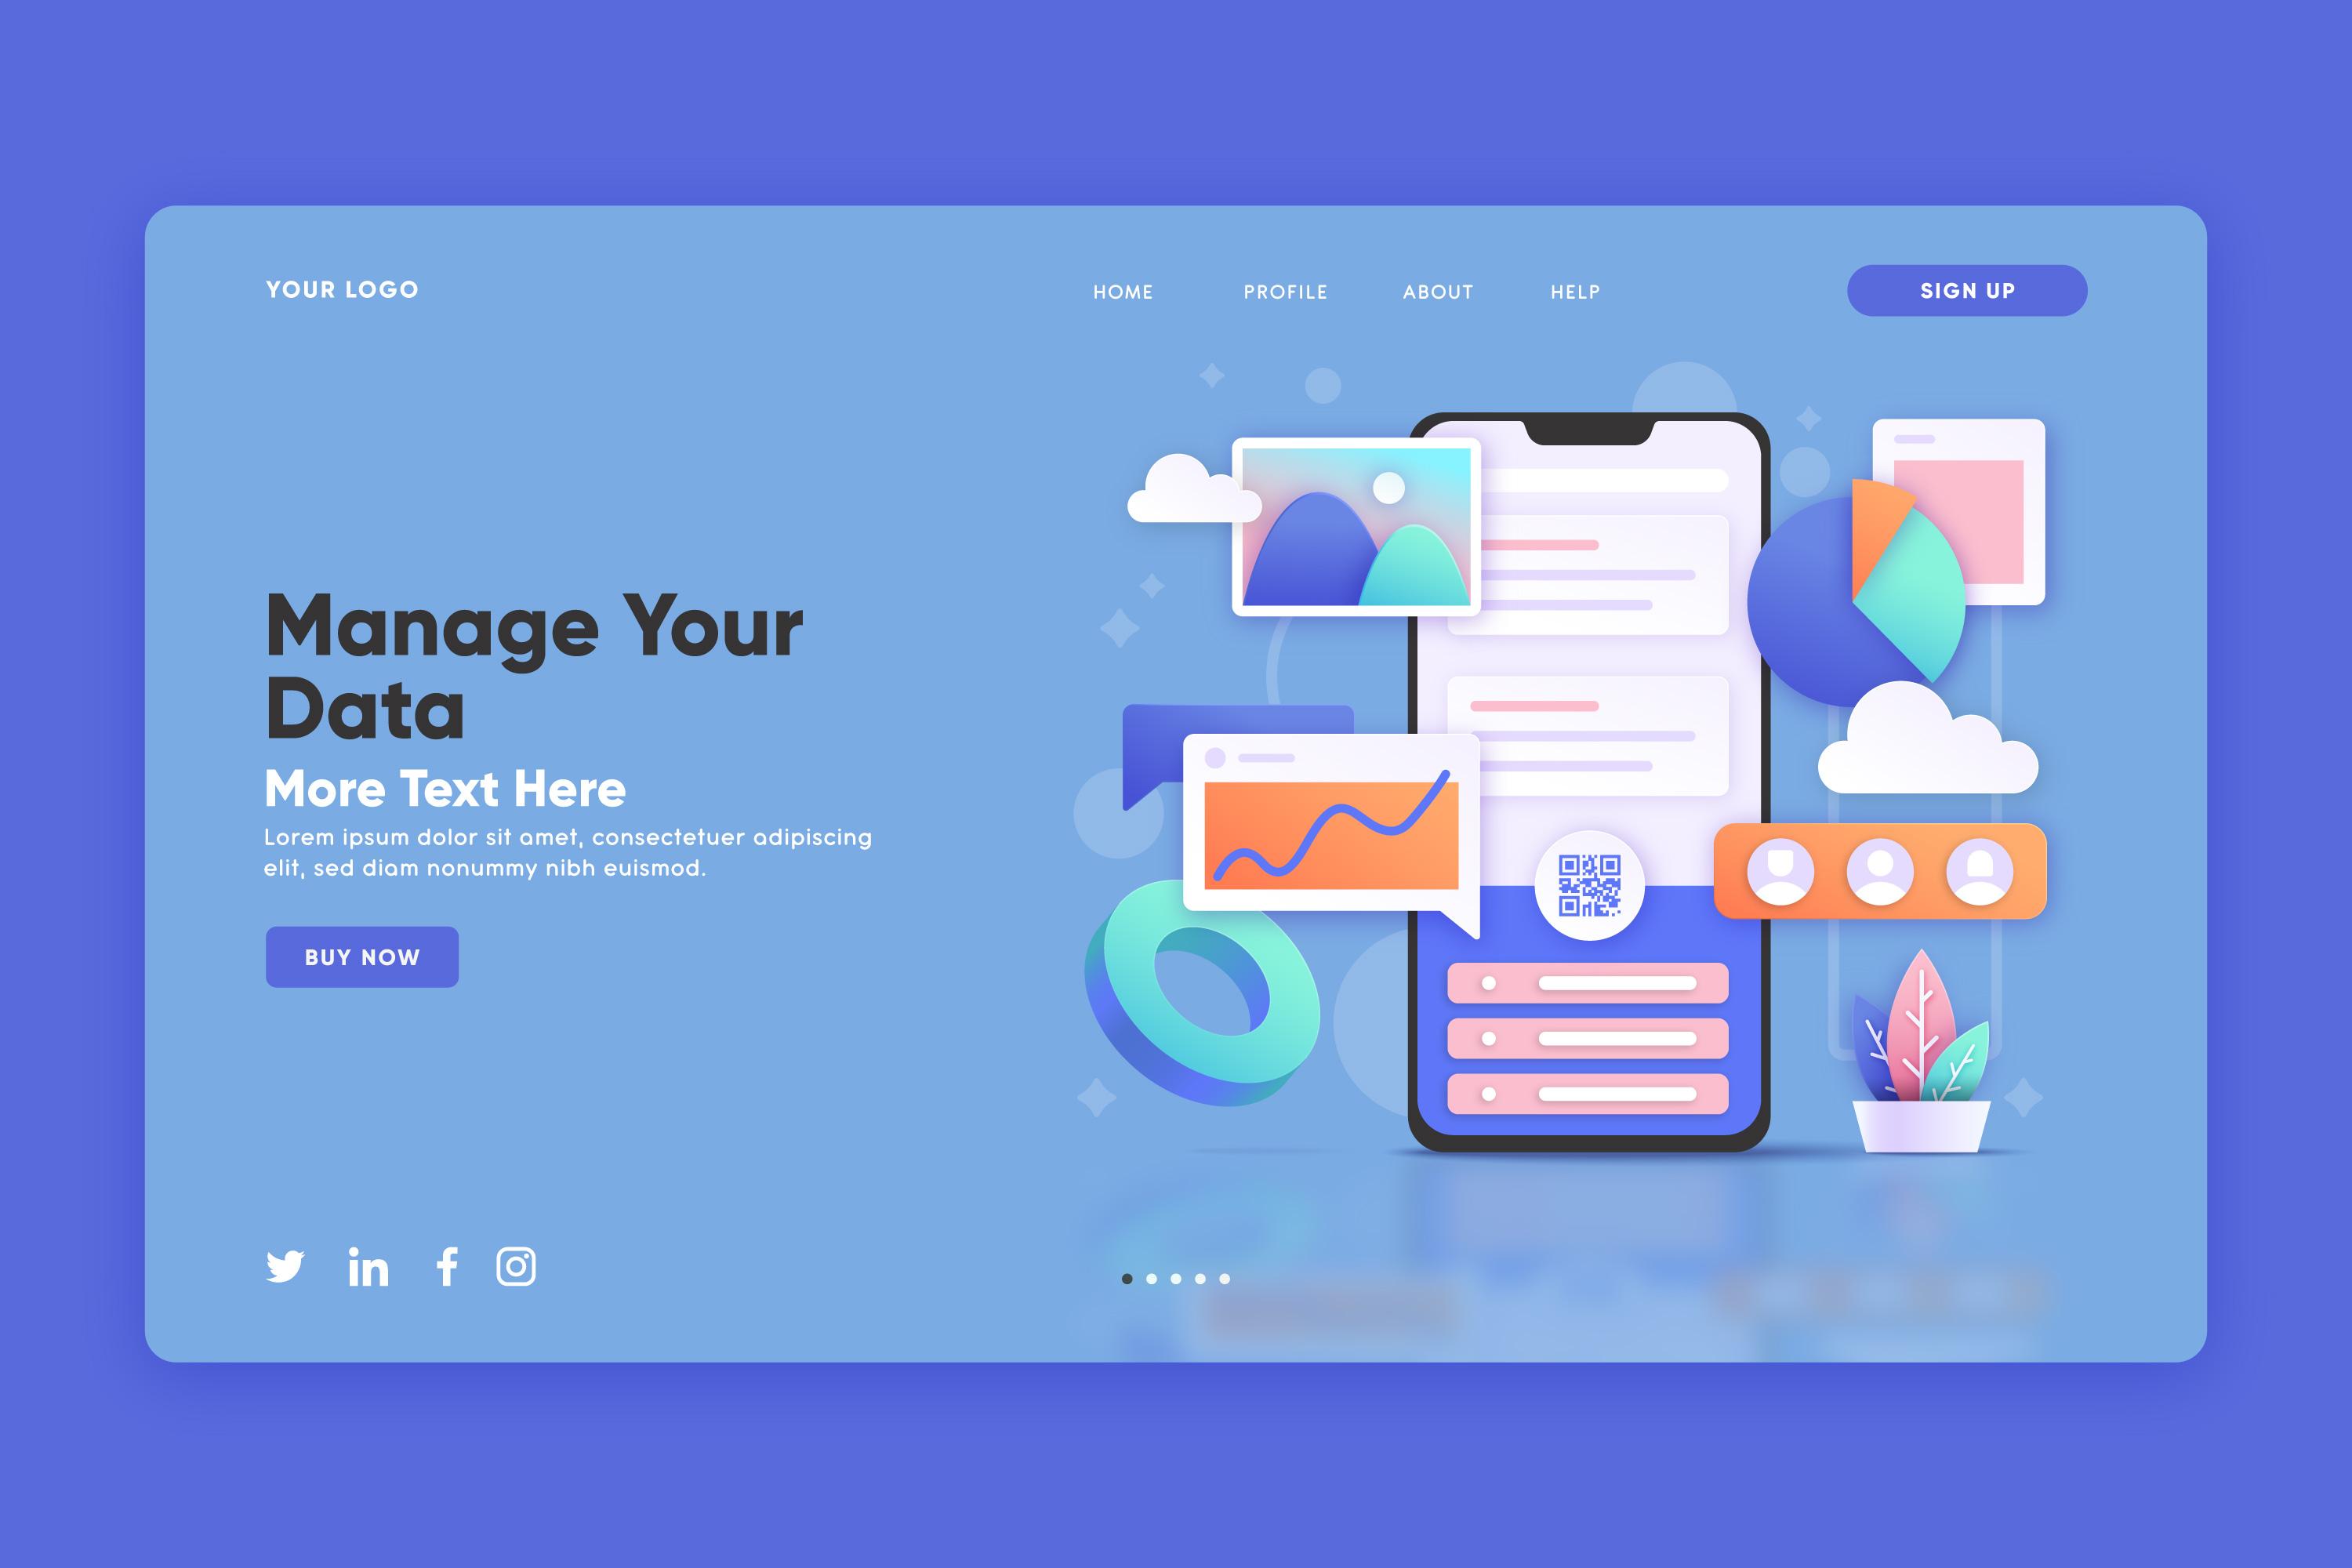 YOUR LOGO
HOME PROFILE ABOUT HELP
SIGN UP
Manage Your
Data
More Text Here
Lorem ipsum dolor sit amet, consectetuer adipiscing
elit, sed diam nonummy nibh euismod.
BUY NOW